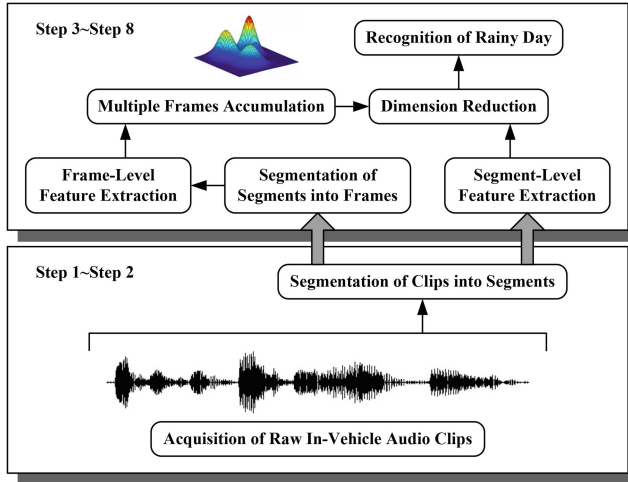 Step 3~Step 8
Recognition of Rainy Day
Multiple Frames Accumulation
Dimension Reduction
Frame-Level
Feature Extraction
Segmentation of
Segments into Frames
Segment-Level
Feature Extraction
Step 1~Step 2
Segmentation of Clips into Segments
Acquisition of Raw In-Vehicle Audio Clips